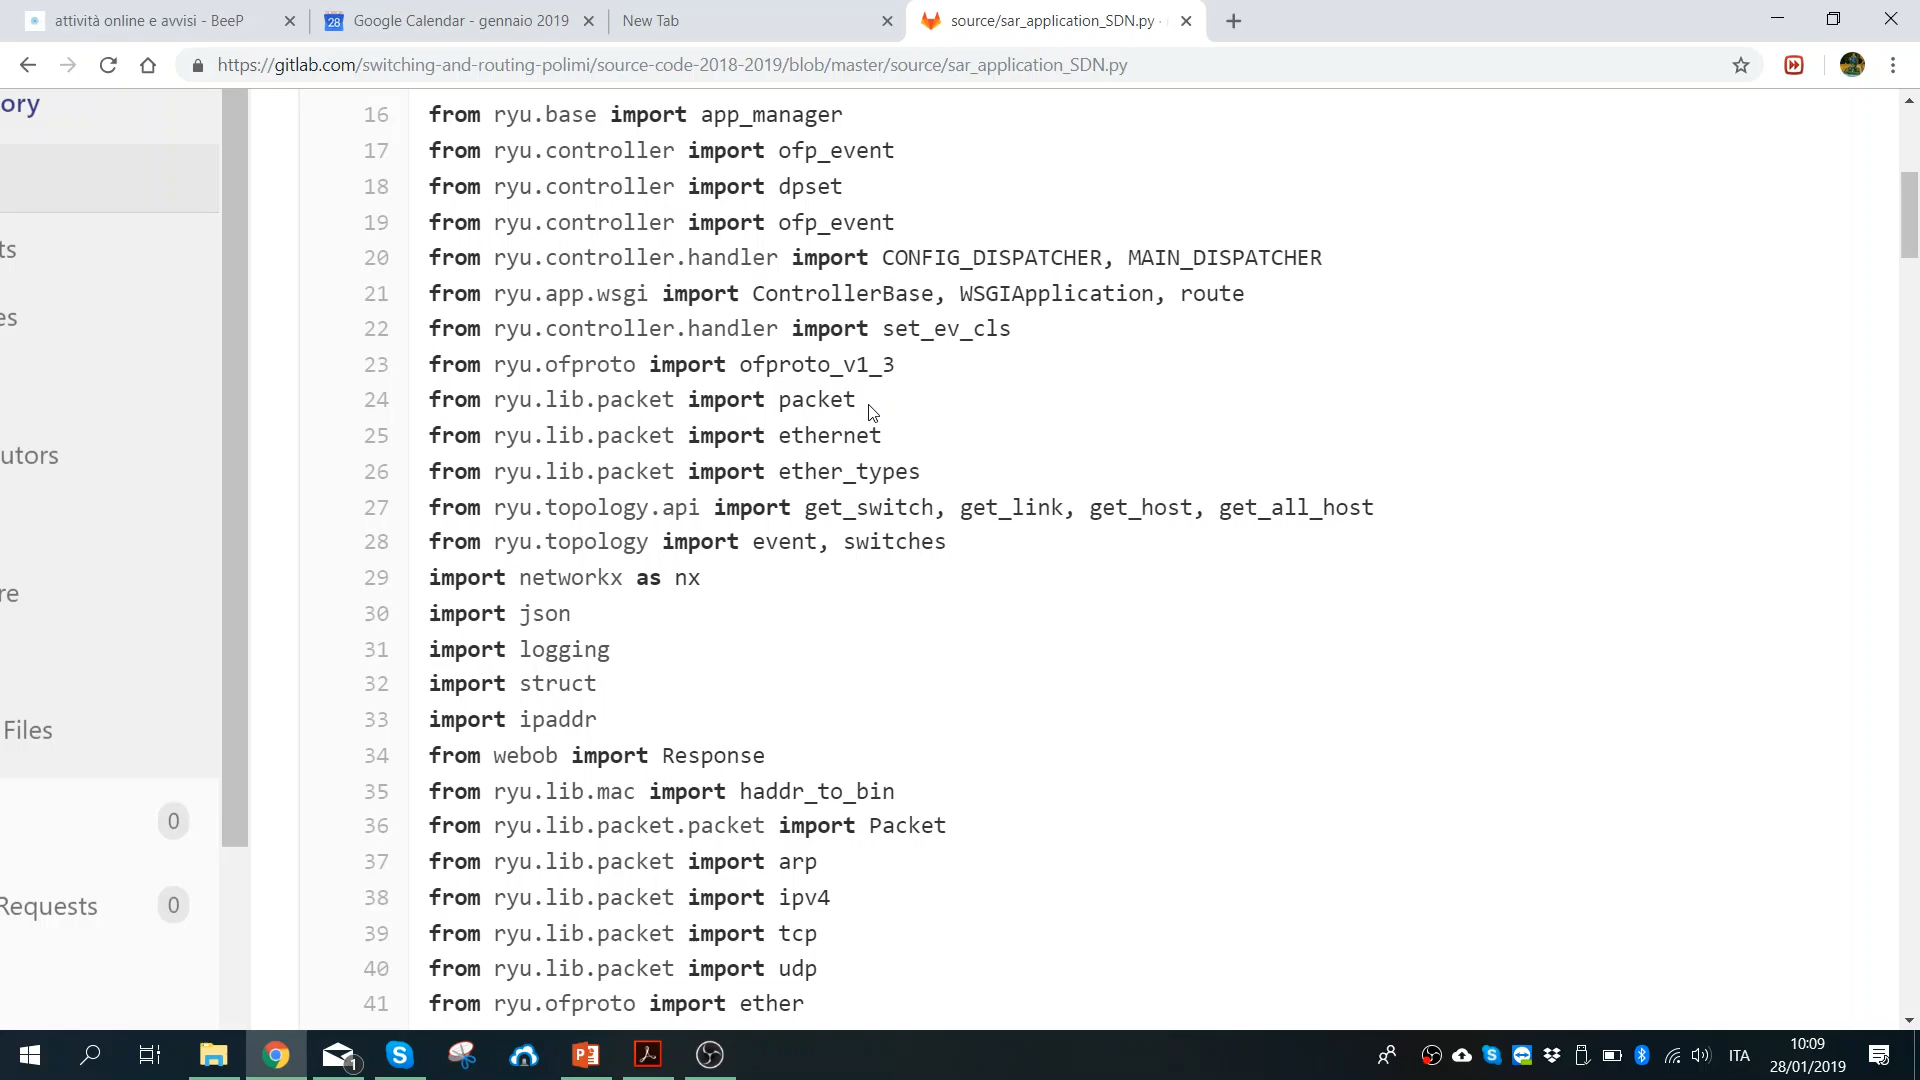 attività online e avvisi - BeeP
Google Calendar - gennaio 2019
New Tab
source/sar_application_SDN.py
https://gitlab.com/switching-and-routing-polimi/source-code-2018-2019/blob/master/source/sar_application_SDN.py
ory
ts
es
utors
re
Files
0
Requests 0
16 from ryu.base import app_manager
17 from ryu.controller import ofp_event
18 from ryu.controller import dpset
19 from ryu.controller import ofp_event
20 from ryu.controller.handler import CONFIG_DISPATCHER, MAIN_DISPATCHER
21 from ryu.app.wsgi import ControllerBase, WSGIApplication, route
22 from ryu.controller.handler import set_ev_cls
23 from ryu.ofproto import ofproto_v1_3
24 from ryu.lib.packet import packet
25 from ryu.lib.packet import ethernet
26 from ryu.lib.packet import ether_types
27 from ryu.topology.api import get_switch, get_link, get_host, get_all_host
28 from ryu.topology import event, switches
29 import networkx as nx
30 import json
31 import logging
32 import struct
33 import ipaddr
34 from webob import Response
35 from ryu.lib.mac import haddr_to_bin
36 from ryu.lib.packet.packet import Packet
37 from ryu.lib.packet import arp
38 from ryu.lib.packet import ipv4
39 from ryu.lib.packet import tcp
40 from ryu.lib.packet import udp
41 from ryu.ofproto import ether
1
ITA
10:09
28/01/2019